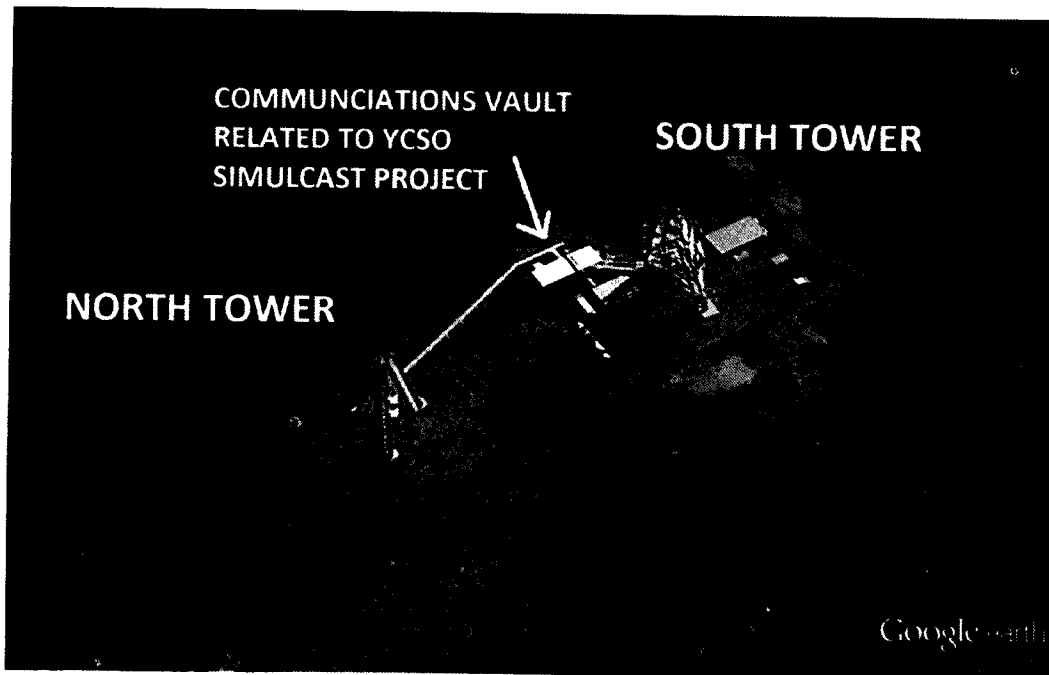 COMMUNCIATIONS VAULT
RELATED TO YCSO
SIMULCAST PROJECT
SOUTH TOWER
NORTH TOWER
Google earth